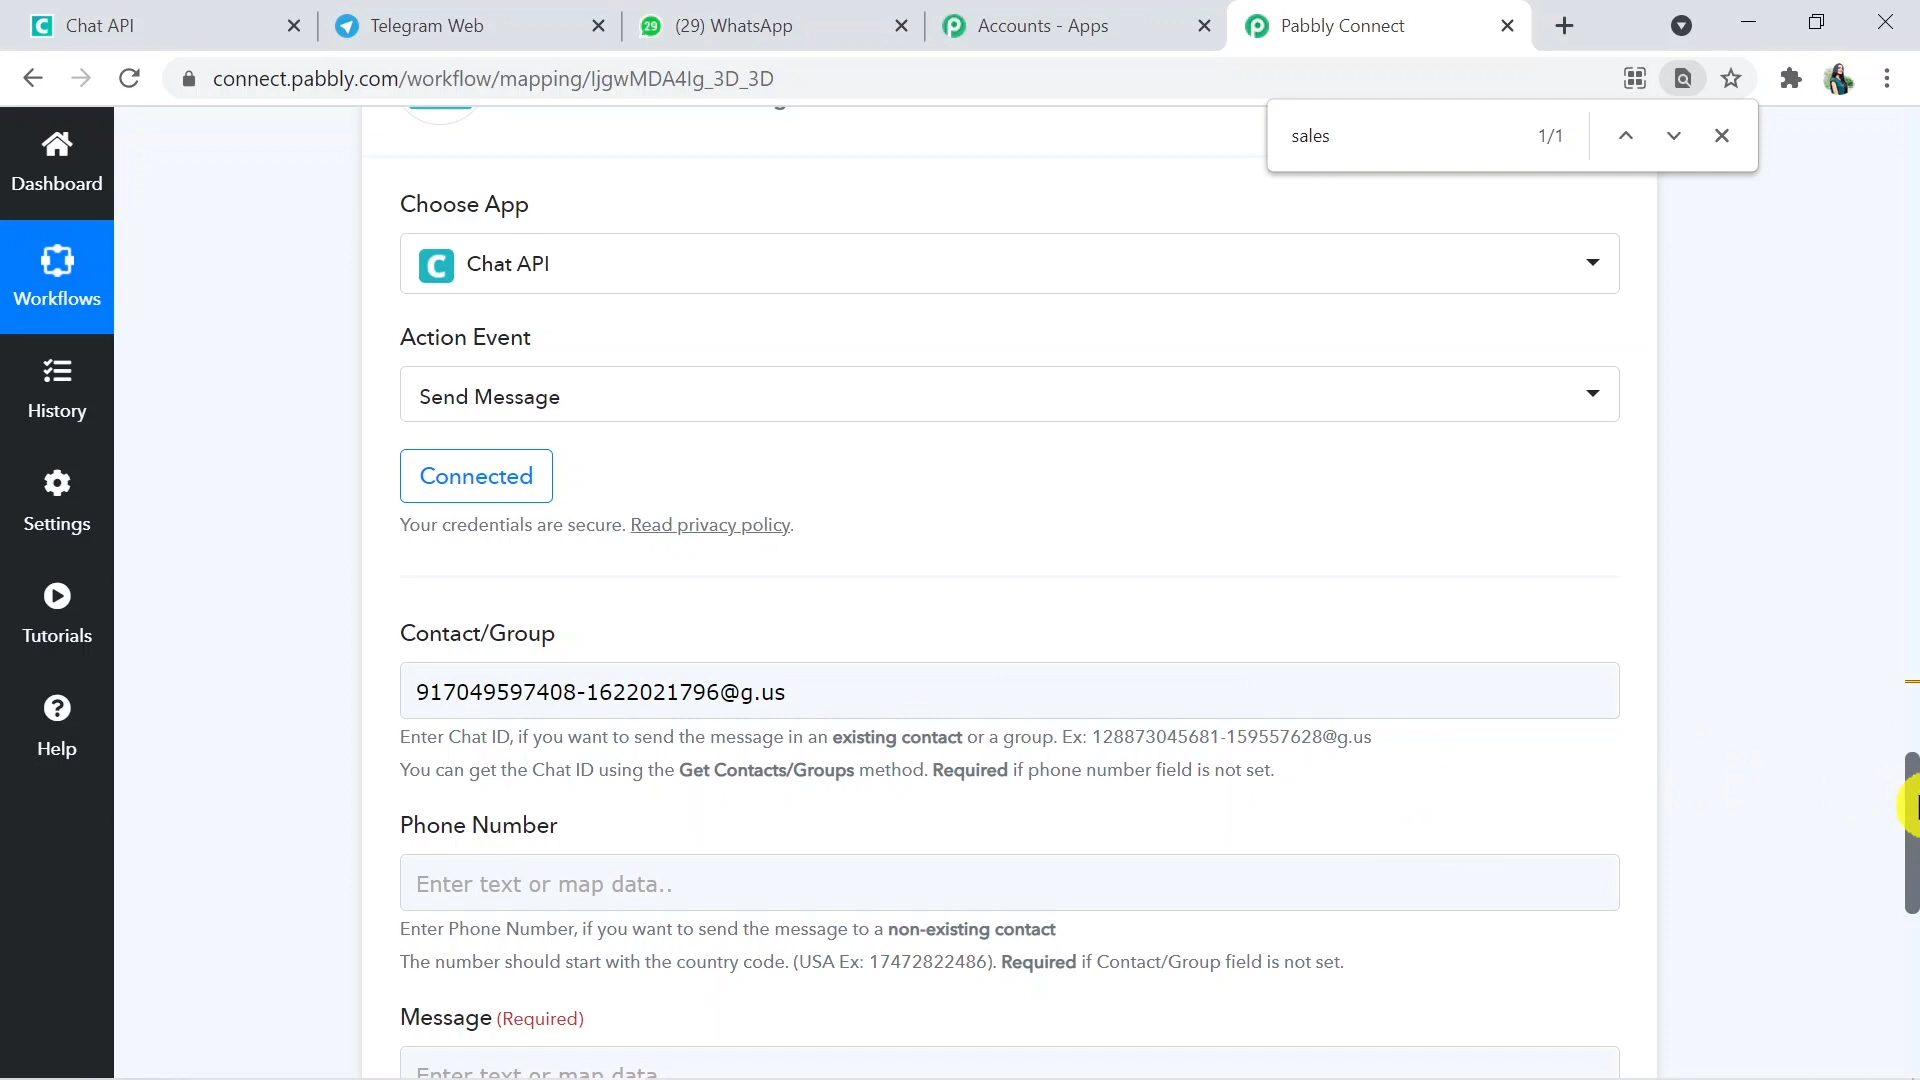 Chat API
Telegram Web
29
(29) WhatsApp
Accounts - Apps
Pabbly Connect
connect.pabbly.com/workflow/mapping/IjgwMDA4Ig_3D_3D
sales
1/1
Dashboard
Workflows
History
Settings
Tutorials
Help
Choose App
Chat API
Action Event
Send Message
Connected
Your credentials are secure. Read privacy policy.
Contact/Group
917049597408-1622021796@g.us
Enter Chat ID, if you want to send the message in an existing contact or a group. Ex: 128873045681-159557628@g.us
You can get the Chat ID using the Get Contacts/Groups method. Required if phone number field is not set.
Phone Number
Enter text or map data..
Enter Phone Number, if you want to send the message to a non-existing contact
The number should start with the country code. (USA Ex: 17472822486). Required if Contact/Group field is not set.
Message (Required)
Enter text or map data